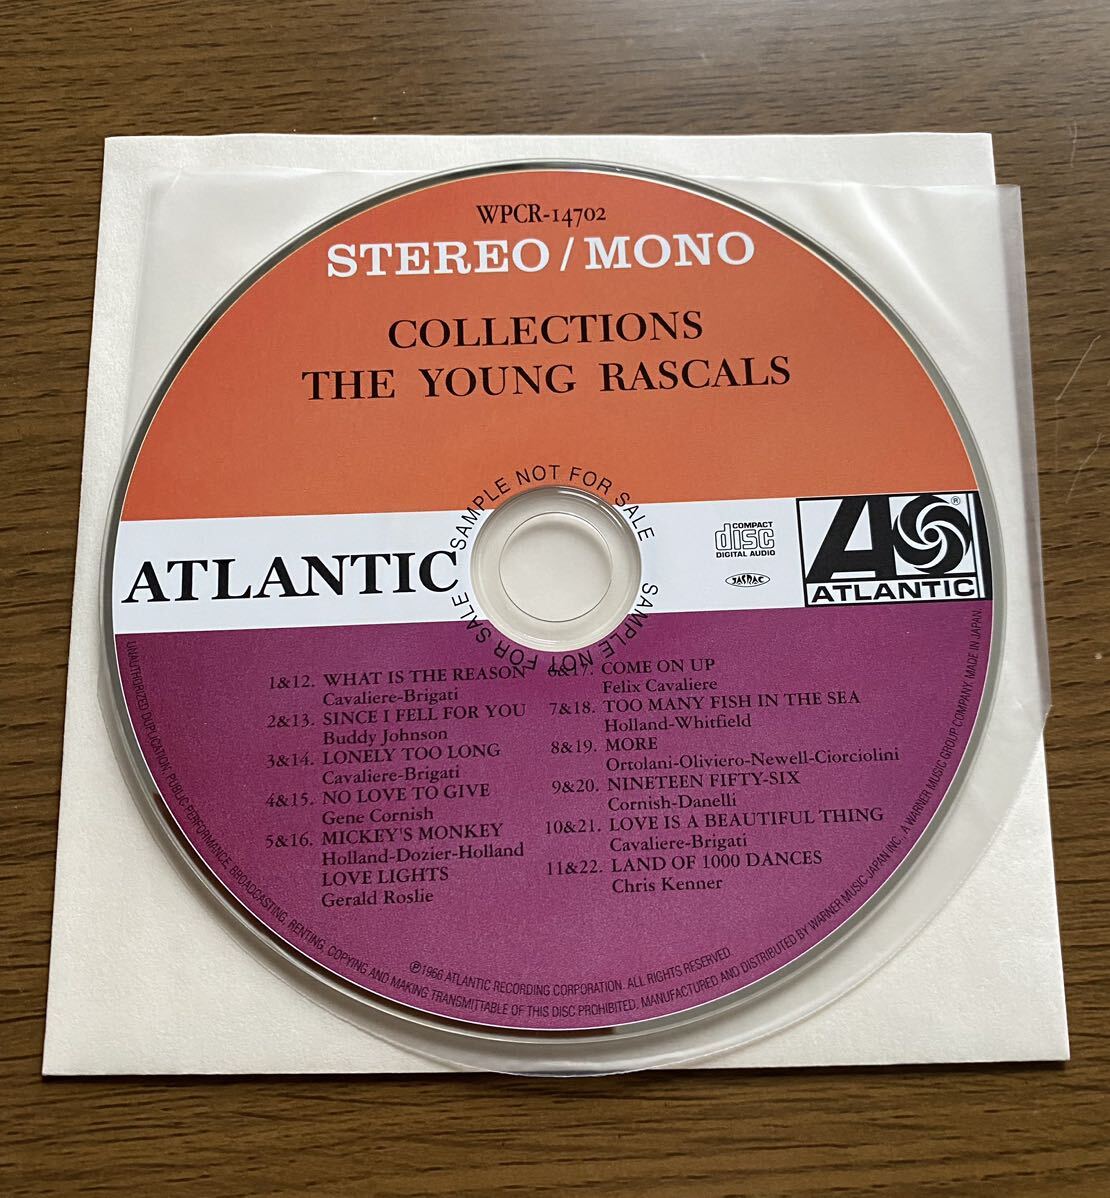 WPCR-14702
STEREO / MONO
COLLECTIONS
THE YOUNG RASCALS
SAMPLE NOT FOR SALE
SAMPLE NOT FOR SALE
ATLANTIC
COMPACT
disc
DIGITAL AUDIO
JASRAC
®
ATLANTIC
1&12. WHAT IS THE REASON
Cavaliere-Brigati
2&13. SINCE I FELL FOR YOU
Buddy Johnson
3&14. LONELY TOO LONG
Cavaliere-Brigati
4&15. NO LOVE TO GIVE
Gene Cornish
5&16. MICKEY'S MONKEY
Holland-Dozier-Holland
LOVE LIGHTS
Gerald Roslie
6&17. COME ON UP
Felix Cavaliere
7&18. TOO MANY FISH IN THE SEA
Holland-Whitfield
8&19. MORE
Ortolani-Oliviero-Newell-Ciorciolini
9&20. NINETEEN FIFTY-SIX
Cornish-Danelli
10&21. LOVE IS A BEAUTIFUL THING
Cavaliere-Brigati
11&22. LAND OF 1000 DANCES
Chris Kenner
℗1966 ATLANTIC RECORDING CORPORATION. ALL RIGHTS RESERVED.
UNAUTHORIZED DUPLICATION, PUBLIC PERFORMANCE, BROADCASTING, RENTING, COPYING AND MAKING TRANSMITTABLE OF THIS DISC PROHIBITED. MANUFACTURED AND DISTRIBUTED BY WARNER MUSIC JAPAN INC., A WARNER MUSIC GROUP COMPANY. MADE IN JAPAN.